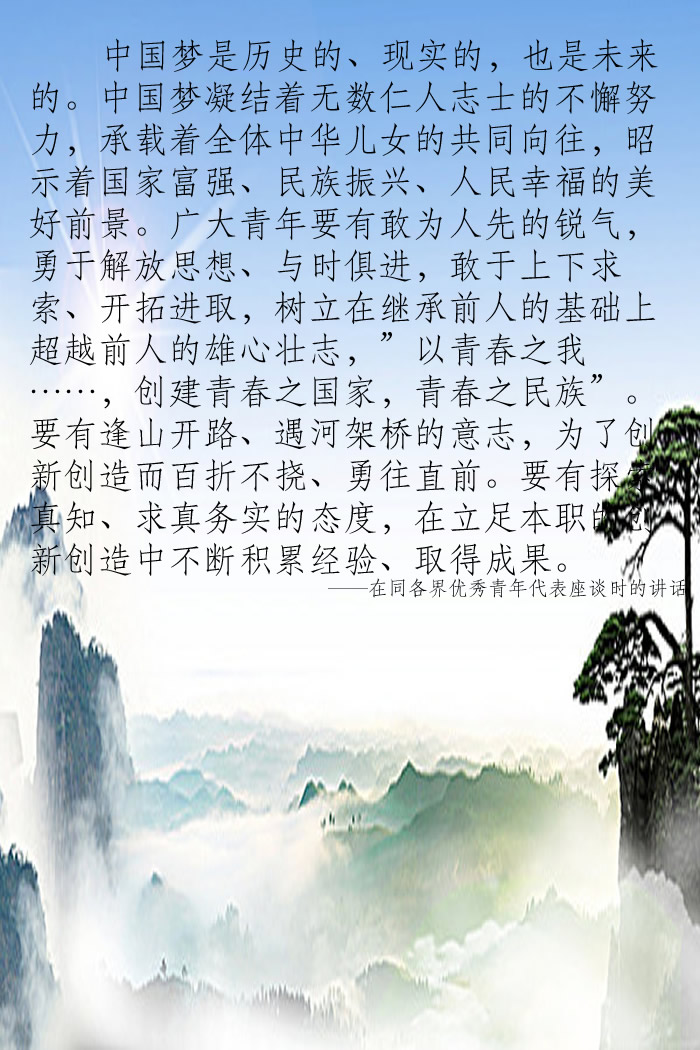 中国梦是历史的、现实的，也是未来
的。中国梦凝结着无数仁人志士的不懈努
力，承载着全体中华儿女的共同向往，昭
示着国家富强、民族振兴、人民幸福的美
好前景。广大青年要有敢为人先的锐气，
勇于解放思想、与时俱进，敢于上下求
索、开拓进取，树立在继承前人的基础上
超越前人的雄心壮志，”以青春之我
……，创建青春之国家，青春之民族”。
要有逢山开路、遇河架桥的意志，为了创
新创造而百折不挠、勇往直前。要有探索
真知、求真务实的态度，在立足本职的创
新创造中不断积累经验、取得成果。
——在同各界优秀青年代表座谈时的讲话